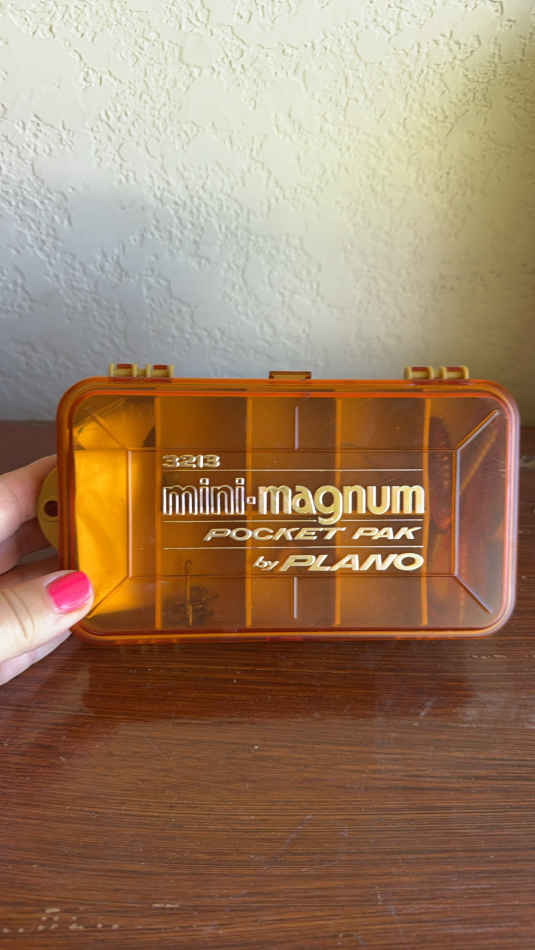 3213
mini-magnum
POCKET PAK
by PLANO